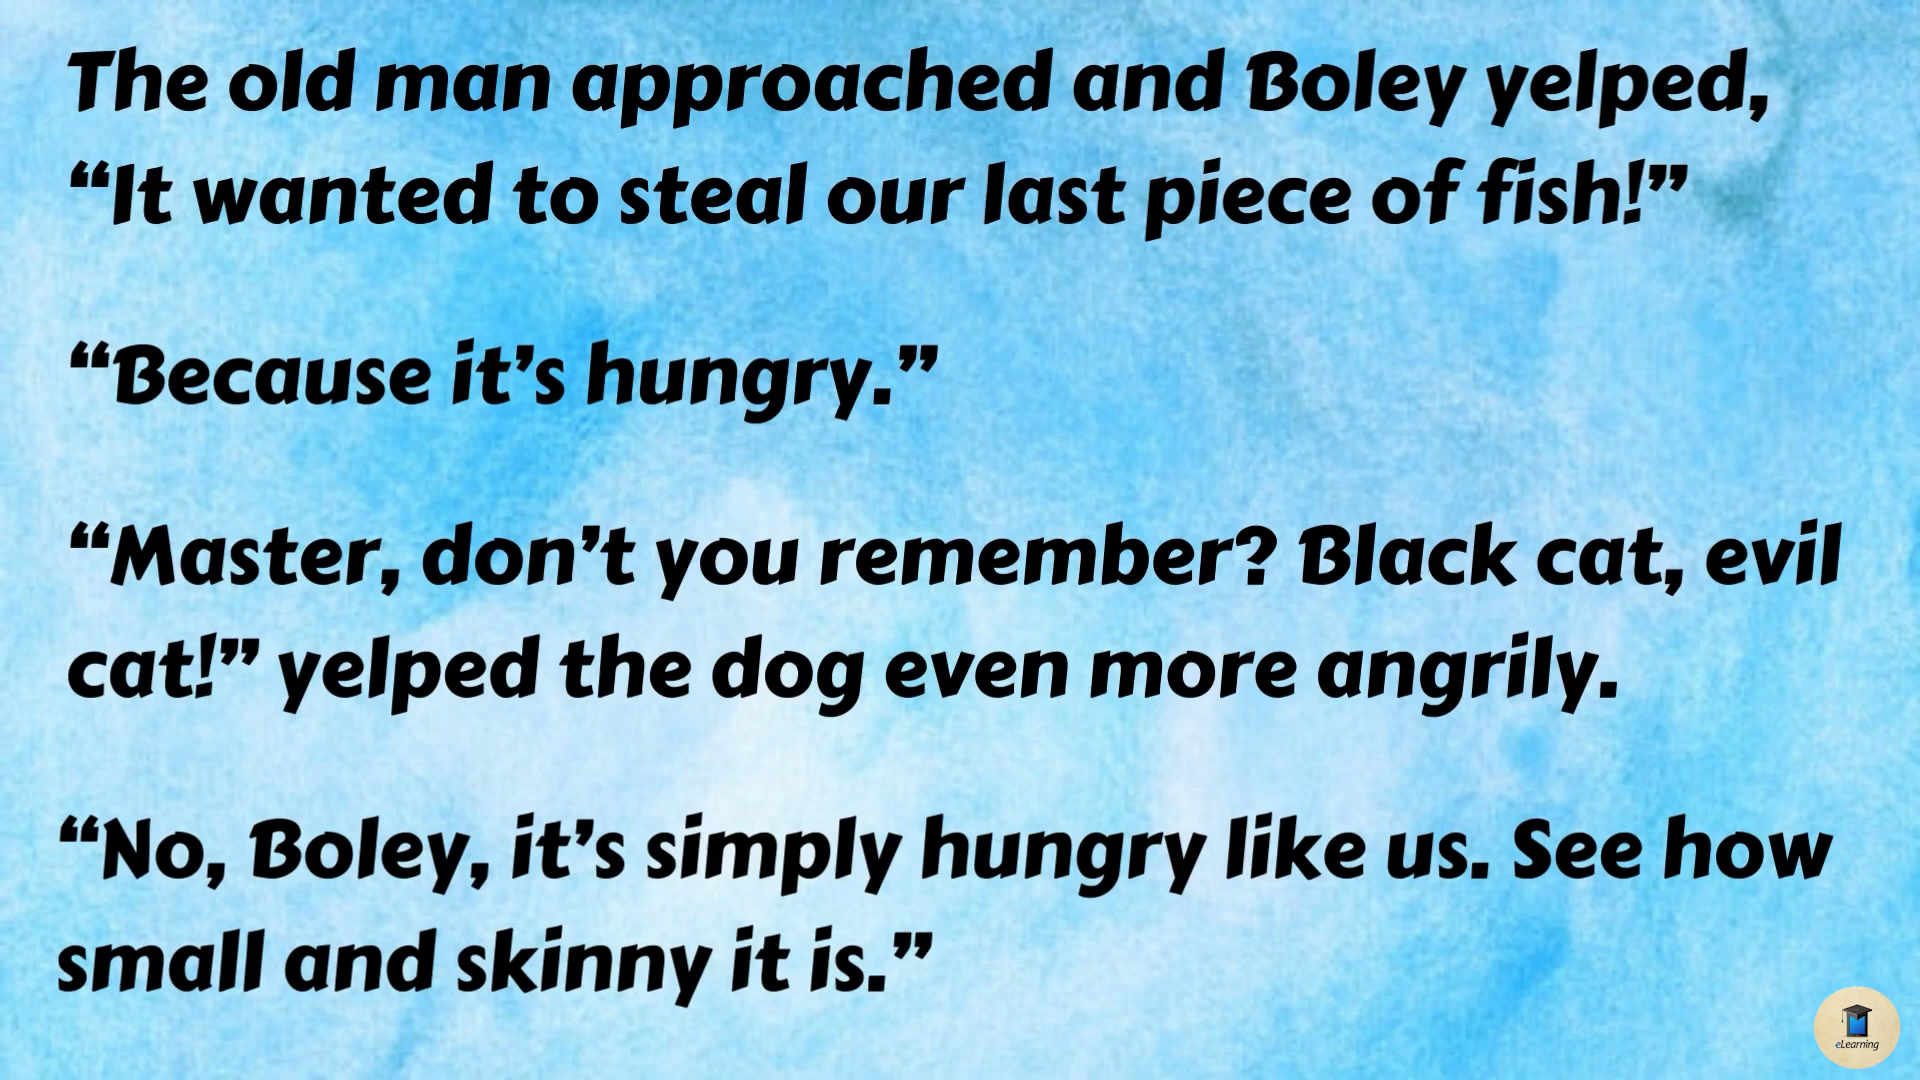 The old man approached and Boley yelped,
“It wanted to steal our last piece of fish!”
“Because it’s hungry.”
“Master, don’t you remember? Black cat, evil
cat!” yelped the dog even more angrily.
“No, Boley, it’s simply hungry like us. See how
small and skinny it is.”
eLearning